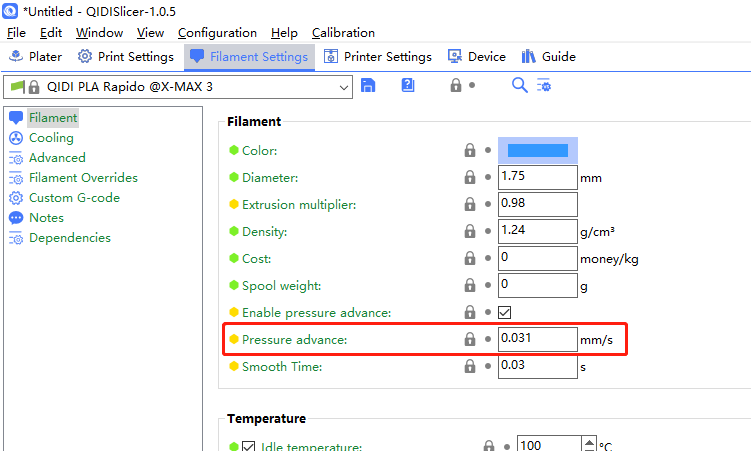 *Untitled - QIDISlicer-1.0.5
File Edit Window View Configuration Help Calibration
Plater Print Settings Filament Settings Printer Settings Device Guide
QIDI PLA Rapido @X-MAX 3
Filament
Cooling
Advanced
Filament Overrides
Custom G-code
Notes
Dependencies
Filament
Color:
Diameter: 1.75 mm
Extrusion multiplier: 0.98
Density: 1.24 g/cm³
Cost: 0 money/kg
Spool weight: 0 g
Enable pressure advance:
Pressure advance: 0.031 mm/s
Smooth Time: 0.03 s
Temperature
Idle temperature: 100 °C